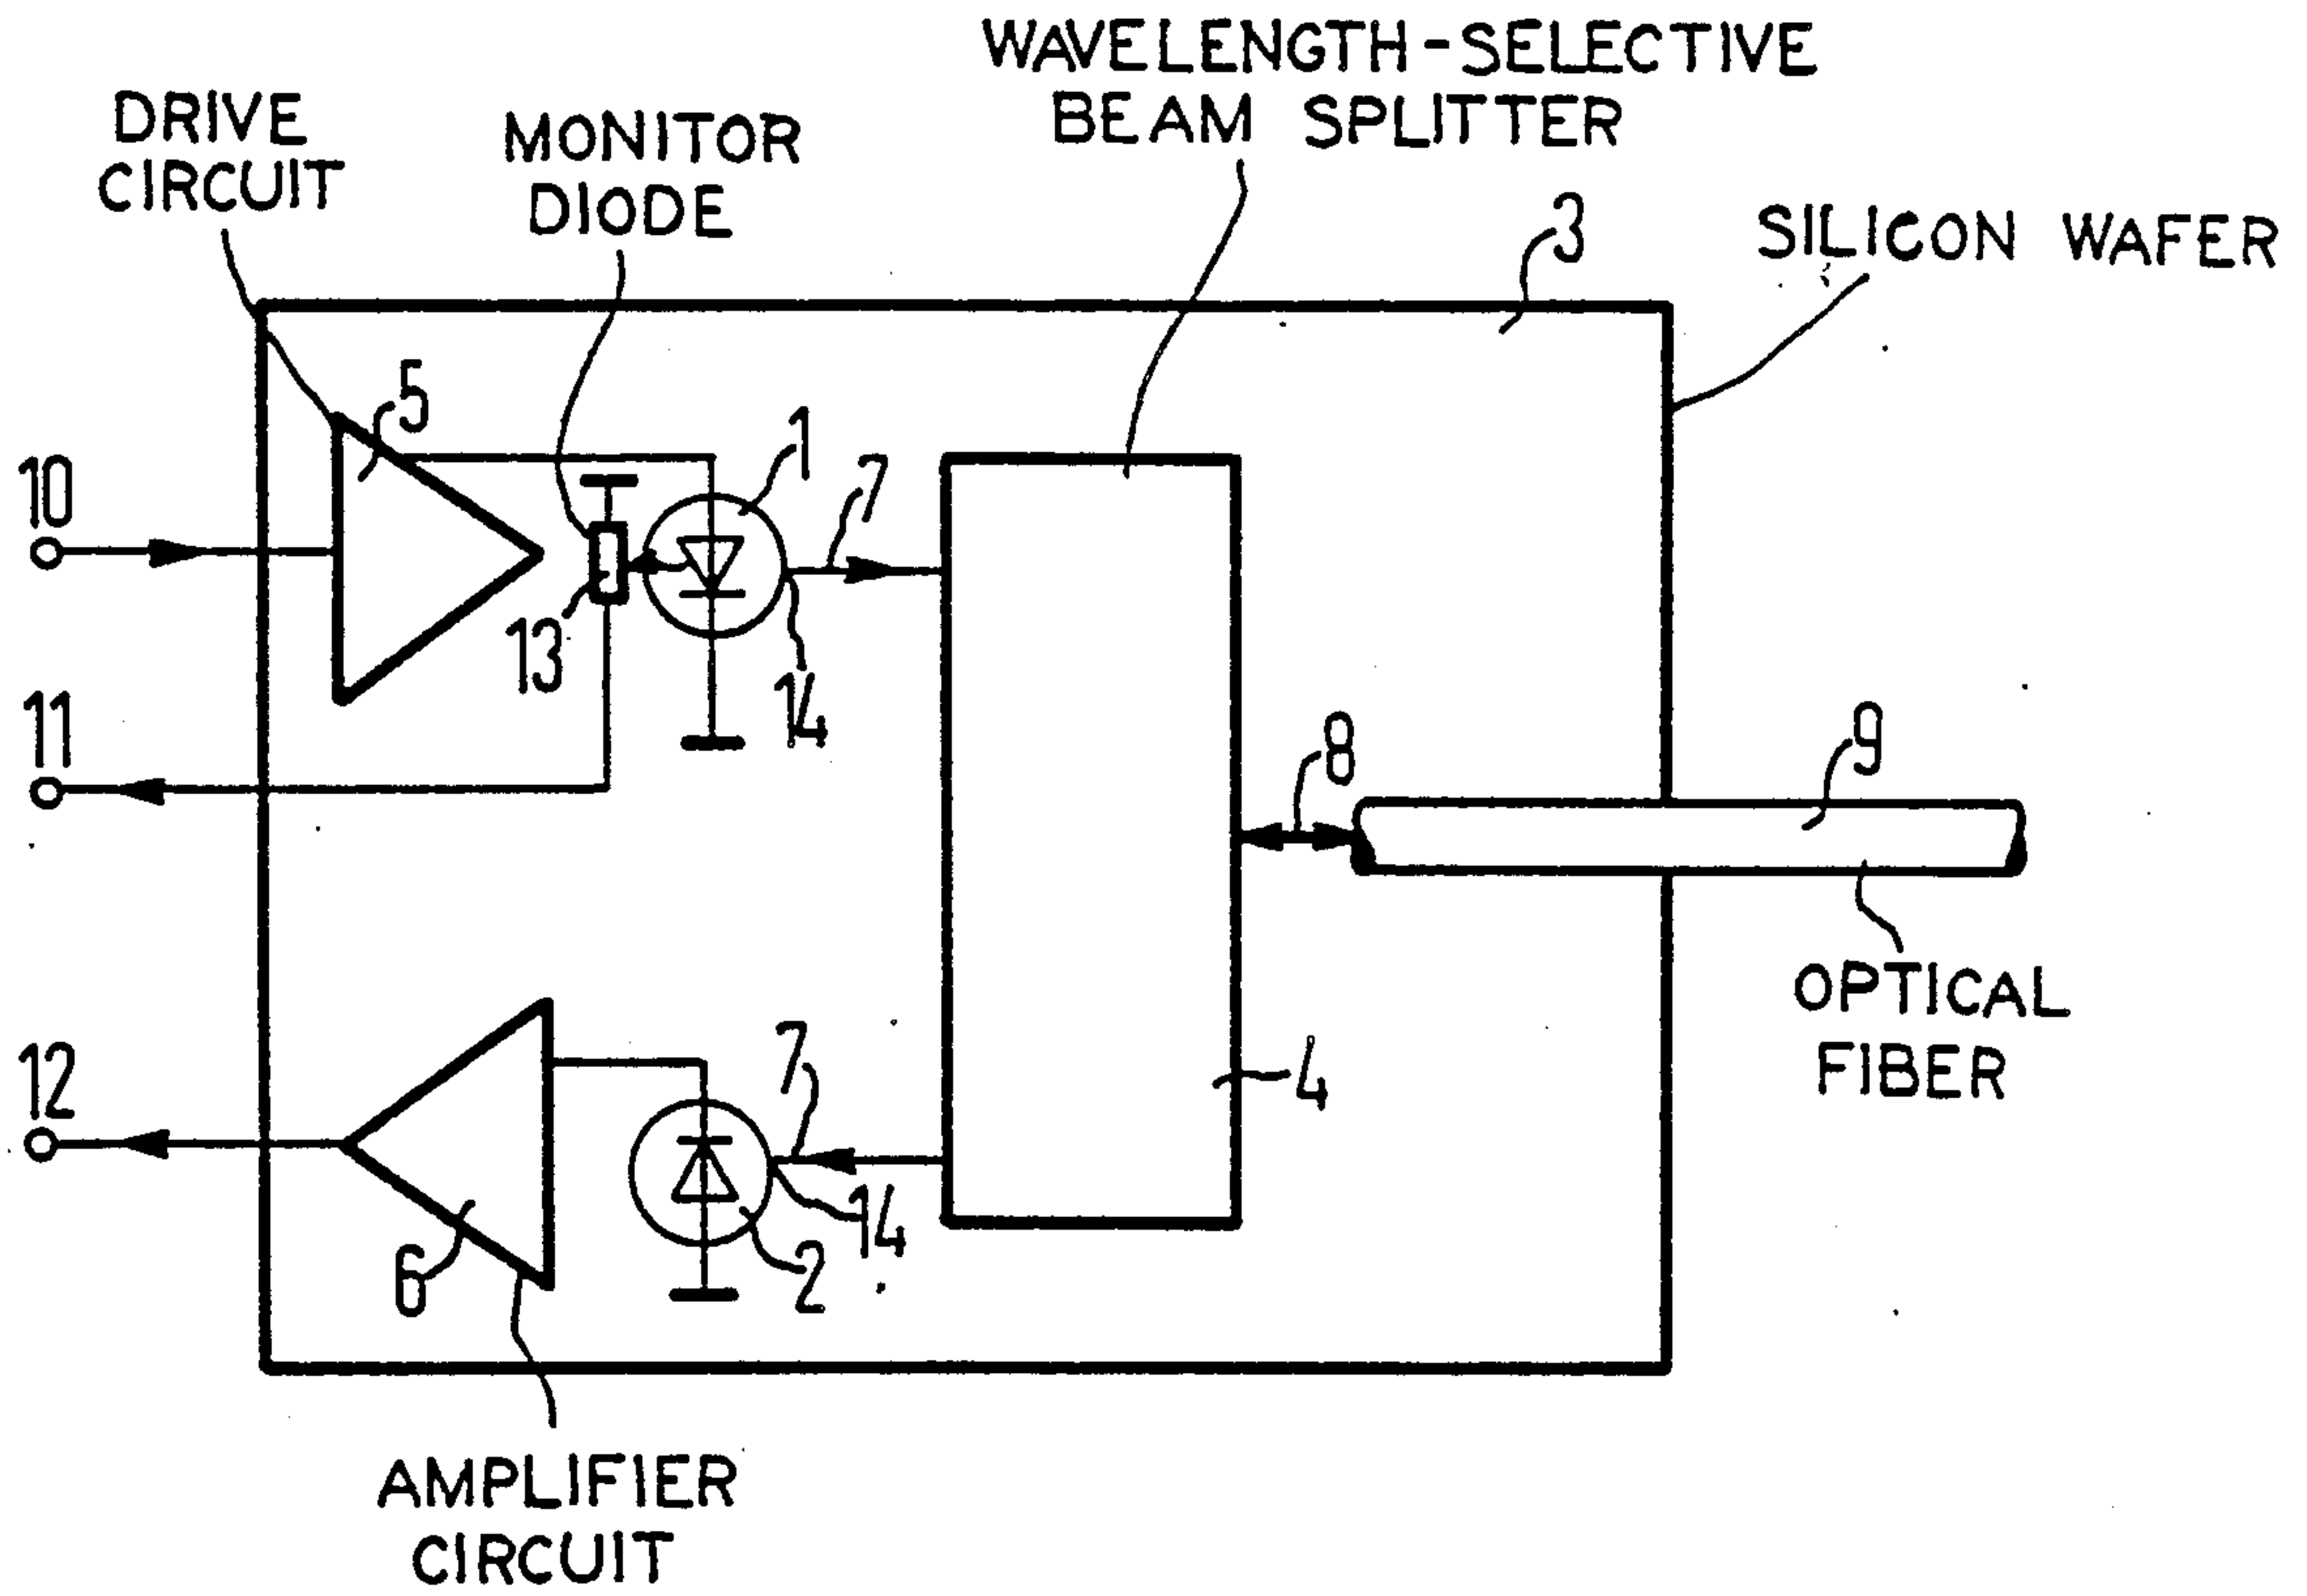 WAVELENGTH-SELECTIVE
BEAM SPLITTER
DRIVE
CIRCUIT
MONITOR
DIODE
3
SILICON WAFER
5
1
7
10
13
14
11
8
9
OPTICAL
FIBER
12
7
4
14
6
2
AMPLIFIER
CIRCUIT